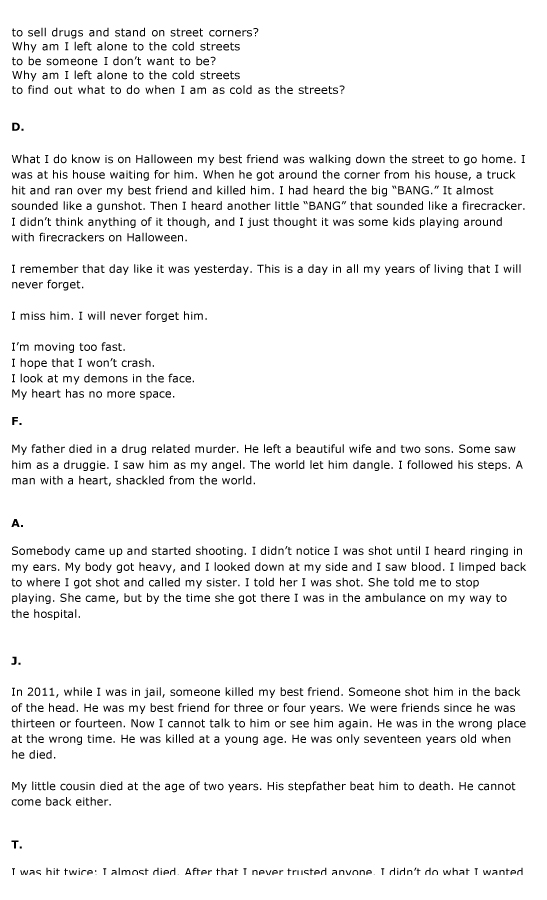 to sell drugs and stand on street corners?
Why am I left alone to the cold streets
to be someone I don’t want to be?
Why am I left alone to the cold streets
to find out what to do when I am as cold as the streets?
D.
What I do know is on Halloween my best friend was walking down the street to go home. I
was at his house waiting for him. When he got around the corner from his house, a truck
hit and ran over my best friend and killed him. I had heard the big “BANG.” It almost
sounded like a gunshot. Then I heard another little “BANG” that sounded like a firecracker.
I didn’t think anything of it though, and I just thought it was some kids playing around
with firecrackers on Halloween.
I remember that day like it was yesterday. This is a day in all my years of living that I will
never forget.
I miss him. I will never forget him.
I’m moving too fast.
I hope that I won’t crash.
I look at my demons in the face.
My heart has no more space.
F.
My father died in a drug related murder. He left a beautiful wife and two sons. Some saw
him as a druggie. I saw him as my angel. The world let him dangle. I followed his steps. A
man with a heart, shackled from the world.
A.
Somebody came up and started shooting. I didn’t notice I was shot until I heard ringing in
my ears. My body got heavy, and I looked down at my side and I saw blood. I limped back
to where I got shot and called my sister. I told her I was shot. She told me to stop
playing. She came, but by the time she got there I was in the ambulance on my way to
the hospital.
J.
In 2011, while I was in jail, someone killed my best friend. Someone shot him in the back
of the head. He was my best friend for three or four years. We were friends since he was
thirteen or fourteen. Now I cannot talk to him or see him again. He was in the wrong place
at the wrong time. He was killed at a young age. He was only seventeen years old when
he died.
My little cousin died at the age of two years. His stepfather beat him to death. He cannot
come back either.
T.
I was hit twice; I almost died. After that I never trusted anyone. I didn’t do what I wanted